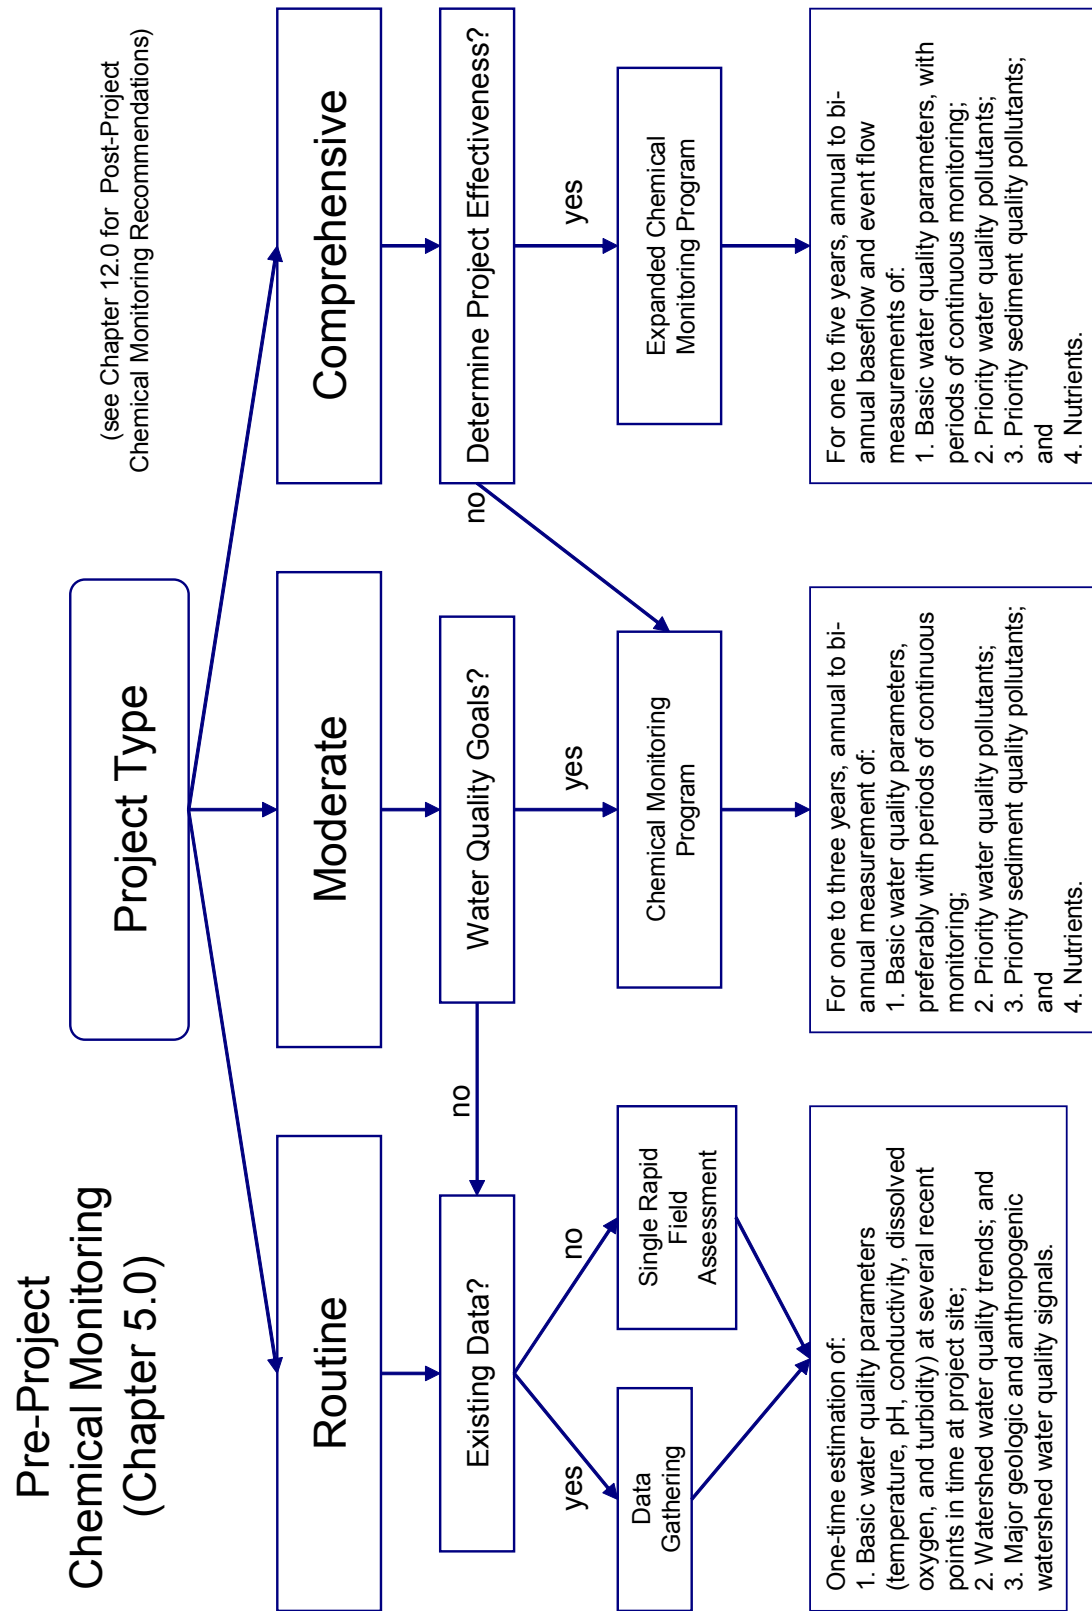 Pre-Project
Chemical Monitoring
(Chapter 5.0)
(see Chapter 12.0 for Post-Project
Chemical Monitoring Recommendations)
Project Type
Routine
Moderate
Comprehensive
Existing Data?
no
Water Quality Goals?
no
Determine Project Effectiveness?
yes
no
yes
yes
Data
Gathering
Single Rapid
Field
Assessment
Chemical Monitoring
Program
Expanded Chemical
Monitoring Program
One-time estimation of:
1. Basic water quality parameters
(temperature, pH, conductivity, dissolved
oxygen, and turbidity) at several recent
points in time at project site;
2. Watershed water quality trends; and
3. Major geologic and anthropogenic
watershed water quality signals.
For one to three years, annual to bi-
annual measurement of:
1. Basic water quality parameters,
preferably with periods of continuous
monitoring;
2. Priority water quality pollutants;
3. Priority sediment quality pollutants;
and
4. Nutrients.
For one to five years, annual to bi-
annual baseflow and event flow
measurements of:
1. Basic water quality parameters, with
periods of continuous monitoring;
2. Priority water quality pollutants;
3. Priority sediment quality pollutants;
and
4. Nutrients.